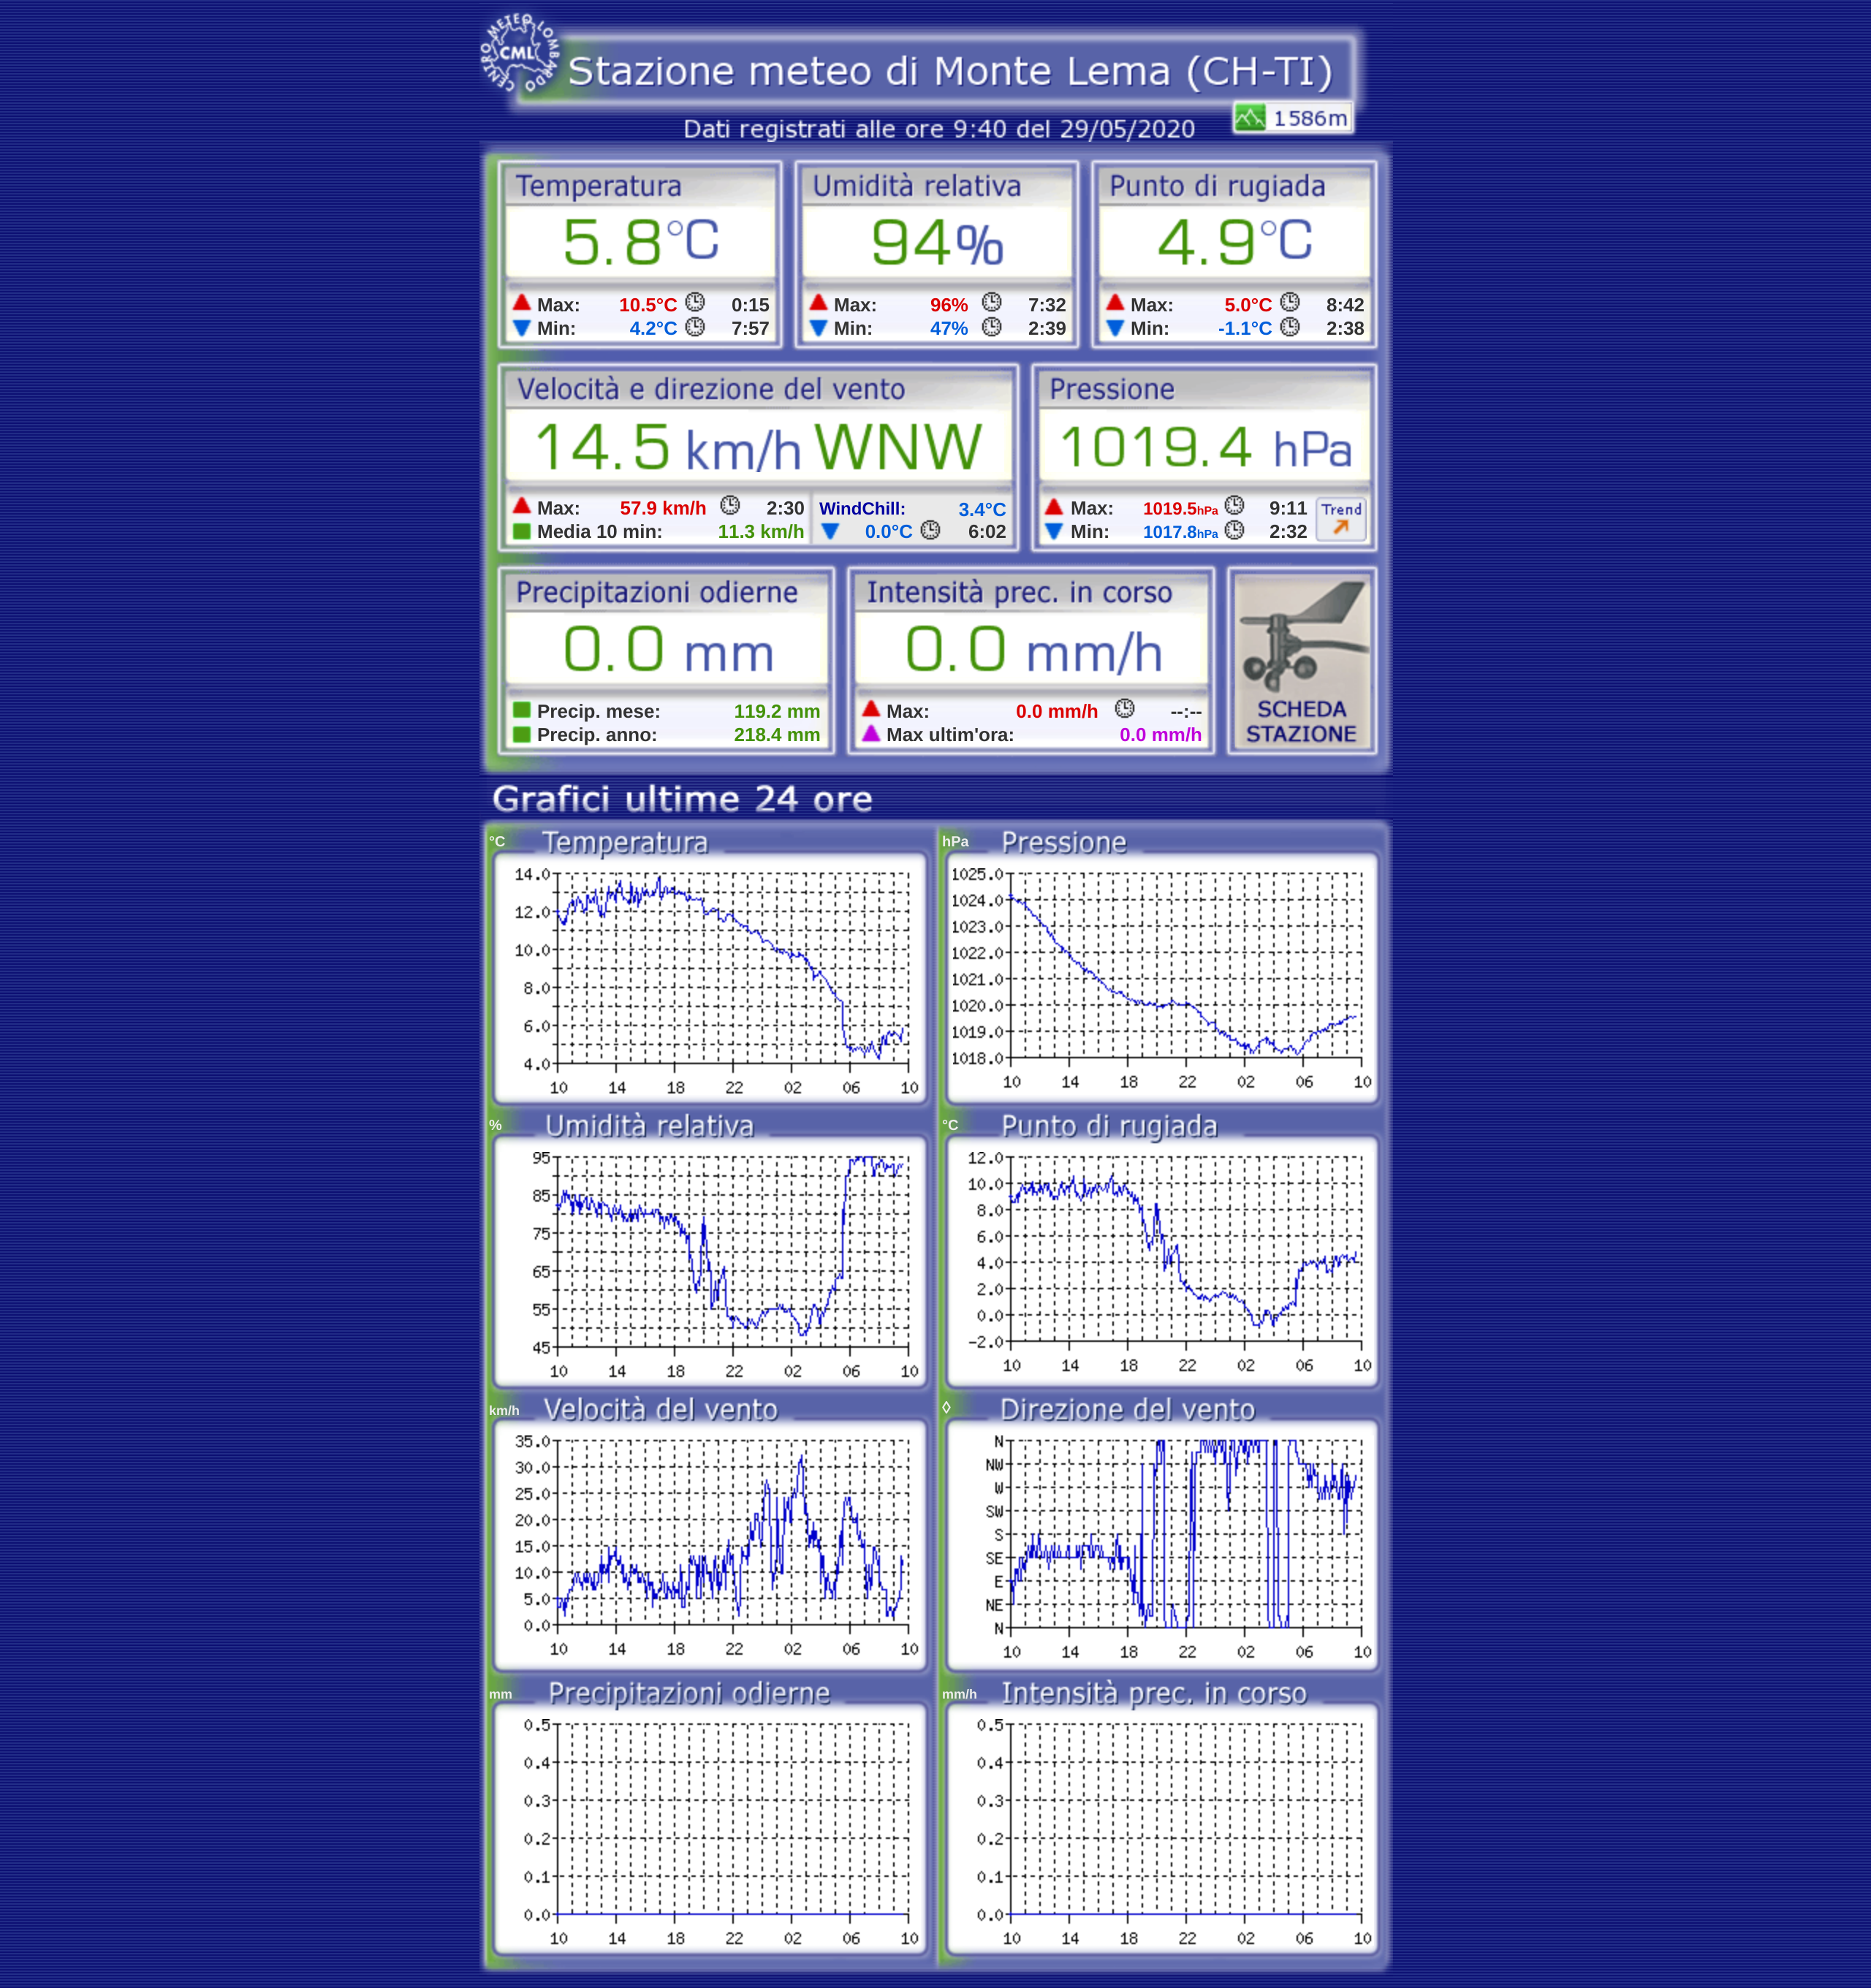 CENTRO METEO LOMBARDO
CML
Stazione meteo di Monte Lema (CH-TI)
1586m
Dati registrati alle ore 9:40 del 29/05/2020
Temperatura Umidità relativa Punto di rugiada
5.8°C 94% 4.9°C
Max: 10.5°C 0:15 Max: 96% 7:32 Max: 5.0°C 8:42
Min: 4.2°C 7:57 Min: 47% 2:39 Min: -1.1°C 2:38
Velocità e direzione del vento Pressione
14.5 km/h WNW 1019.4 hPa
Max: 57.9 km/h 2:30 WindChill: 3.4°C Max: 1019.5hPa 9:11 Trend
Media 10 min: 11.3 km/h 0.0°C 6:02 Min: 1017.8hPa 2:32
Precipitazioni odierne Intensità prec. in corso
0.0 mm 0.0 mm/h
Precip. mese: 119.2 mm Max: 0.0 mm/h --:-- SCHEDA
Precip. anno: 218.4 mm Max ultim'ora: 0.0 mm/h STAZIONE
Grafici ultime 24 ore
°C Temperatura
14.0
12.0
10.0
8.0
6.0
4.0
10 14 18 22 02 06 10
hPa Pressione
1025.0
1024.0
1023.0
1022.0
1021.0
1020.0
1019.0
1018.0
10 14 18 22 02 06 10
% Umidità relativa
95
85
75
65
55
45
10 14 18 22 02 06 10
°C Punto di rugiada
12.0
10.0
8.0
6.0
4.0
2.0
0.0
-2.0
10 14 18 22 02 06 10
km/h Velocità del vento
35.0
30.0
25.0
20.0
15.0
10.0
5.0
0.0
10 14 18 22 02 06 10
◊ Direzione del vento
N
NW
W
SW
S
SE
E
NE
N
10 14 18 22 02 06 10
mm Precipitazioni odierne
0.5
0.4
0.3
0.2
0.1
0.0
10 14 18 22 02 06 10
mm/h Intensità prec. in corso
0.5
0.4
0.3
0.2
0.1
0.0
10 14 18 22 02 06 10